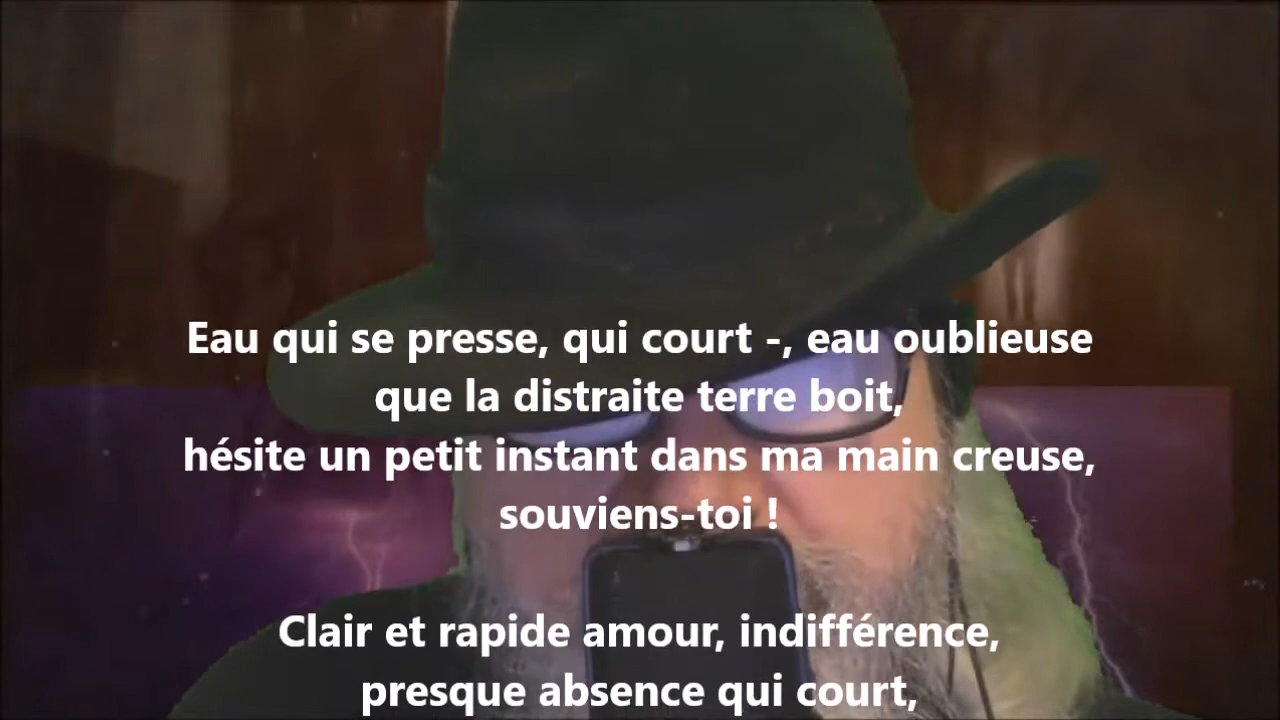 Eau qui se presse, qui court -, eau oublieuse
que la distraite terre boit,
hésite un petit instant dans ma main creuse,
souviens-toi !
Clair et rapide amour, indifférence,
presque absence qui court,